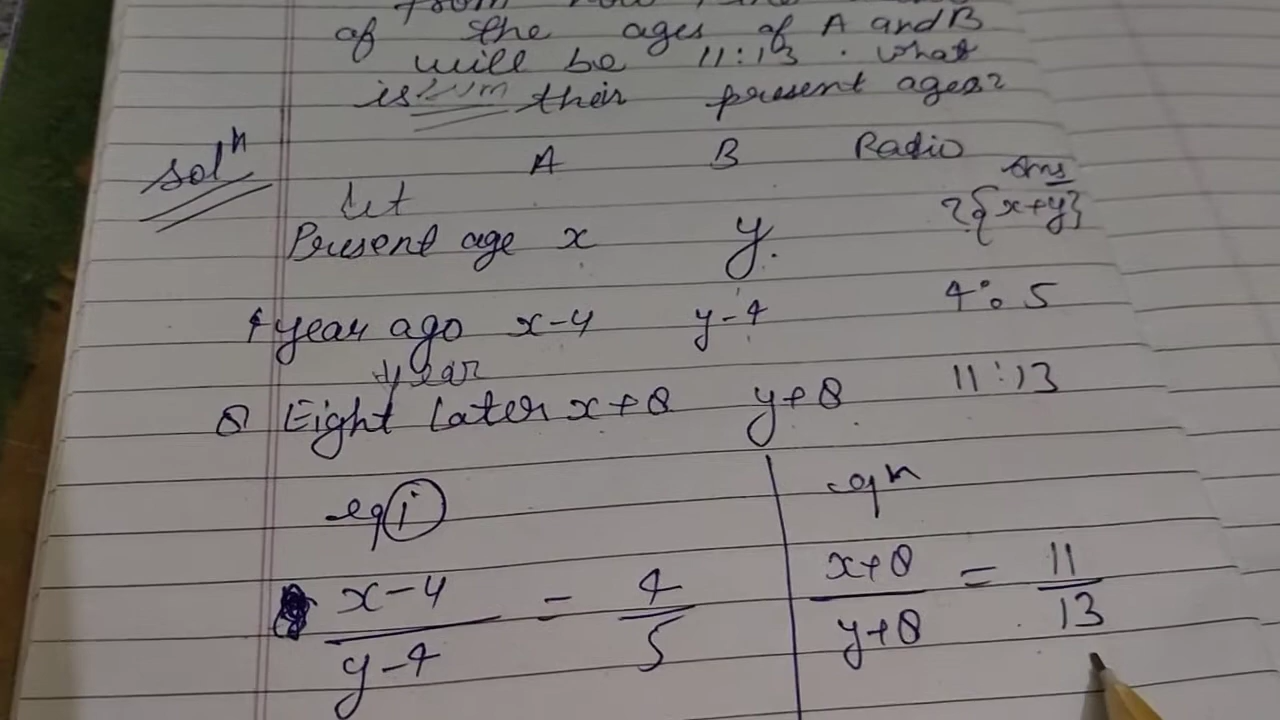 of the ages of A and B
will be 11:13. what
is sum their present ages?
solⁿ
A B Radio
Let Ans
Present age x y. ?{x+y}
4 year ago x-4 y-4 4:5
year
8 Eight Later x+8 y+8 11:13
eq (i) eqn
x-4 / y-4 = 4/5 x+8 / y+8 = 11/13